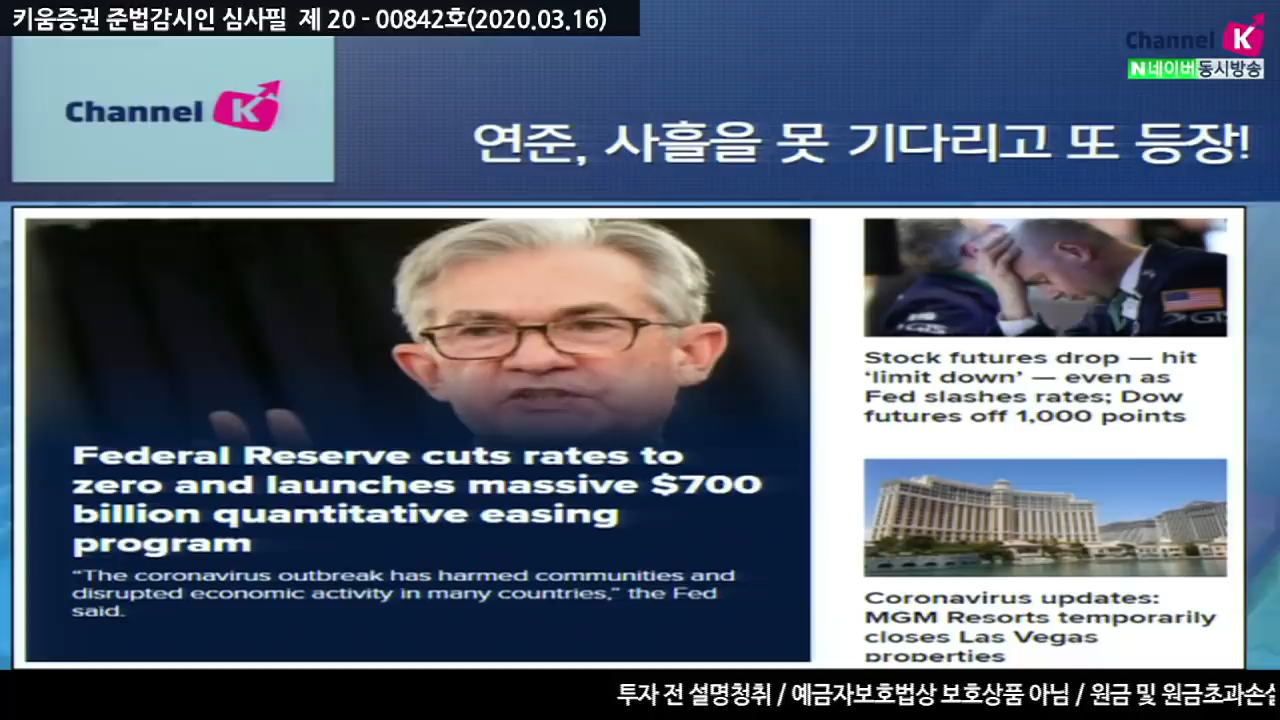 키움증권 준법감시인 심사필 제 20 - 00842호(2020.03.16)
Channel K
N 네이버 동시방송
Channel K
연준, 사흘을 못 기다리고 또 등장!
Federal Reserve cuts rates to
zero and launches massive $700
billion quantitative easing
program
“The coronavirus outbreak has harmed communities and
disrupted economic activity in many countries,” the Fed
said.
Stock futures drop — hit
‘limit down’ — even as
Fed slashes rates; Dow
futures off 1,000 points
Coronavirus updates:
MGM Resorts temporarily
closes Las Vegas
properties
투자 전 설명청취 / 예금자보호법상 보호상품 아님 / 원금 및 원금초과손실